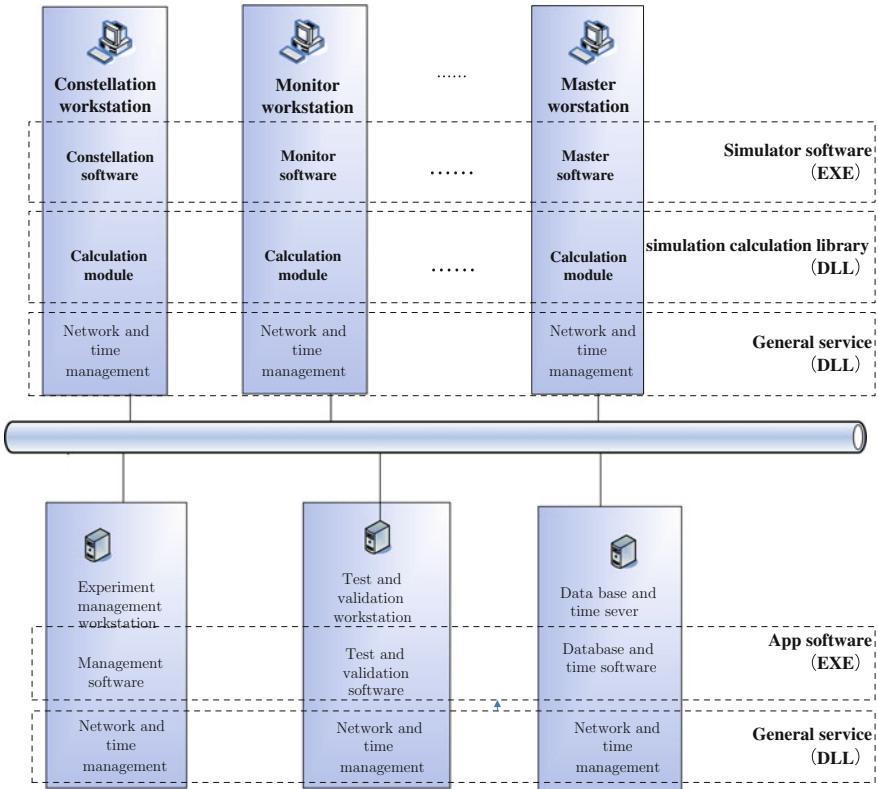 Constellation
workstation
Monitor
workstation
......
Master
worstation
Constellation
software
Monitor
software
......
Master
software
Simulator software
(EXE)
Calculation
module
Calculation
module
......
Calculation
module
simulation calculation library
(DLL)
Network and
time
management
Network and
time
management
Network and
time
management
General service
(DLL)
Experiment
management
workstation
Test and
validation
workstation
Data base and
time sever
Management
software
Test and
validation
software
Database and
time software
App software
(EXE)
Network and
time
management
Network and
time
management
Network and
time
management
General service
(DLL)